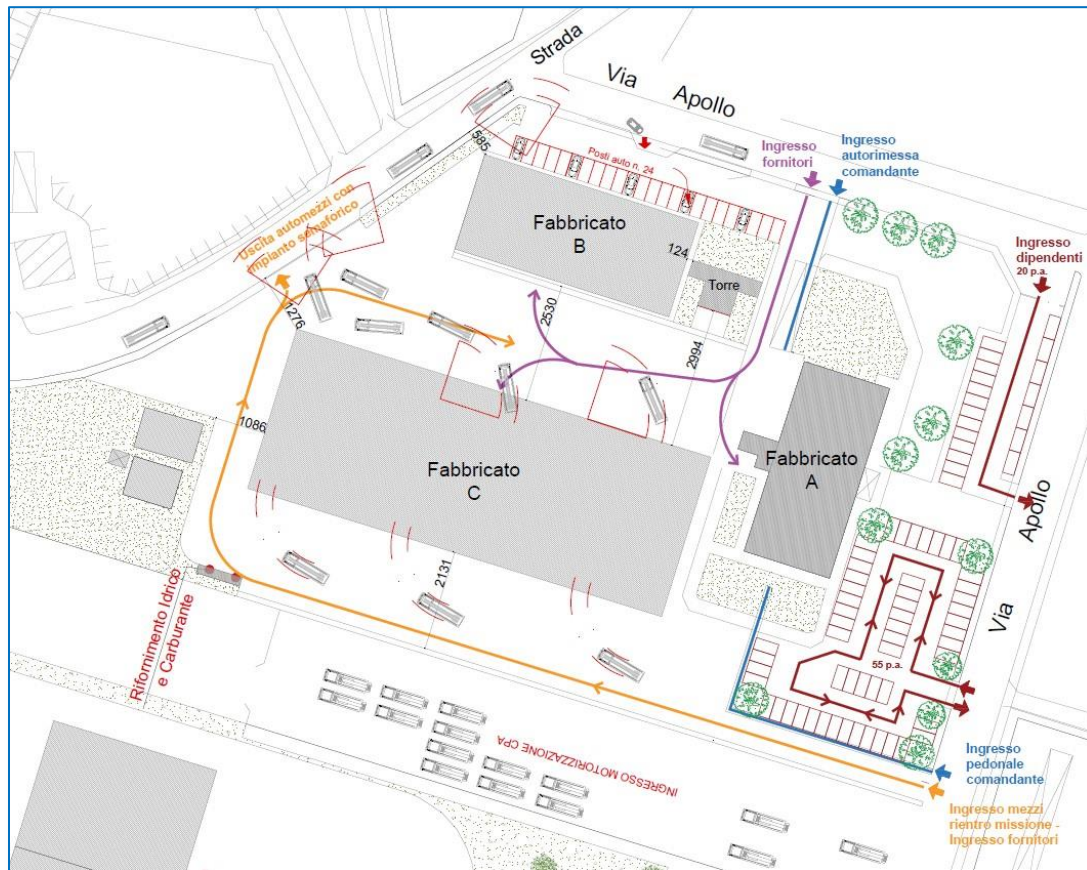 Strada
Via Apollo
585
Posti auto n. 24
Ingresso
fornitori
Ingresso
autorimessa
comandante
Uscita automezzi con
impianto semaforico
Fabbricato
B
124
Torre
Ingresso
dipendenti
20 p.a.
276
2530
2994
1086
Fabbricato
C
Fabbricato
A
Apollo
Via
2131
Rifornimento Idrico
e Carburante
55 p.a.
INGRESSO MOTORIZZAZIONE CPA
Ingresso
pedonale
comandante
Ingresso mezzi
rientro missione -
Ingresso fornitori